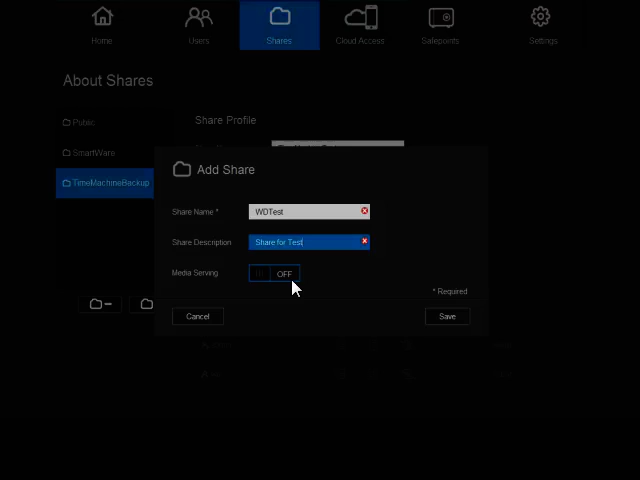 Home
Users
Shares
Cloud Access
Safepoints
Settings
About Shares
Public
Share Profile
SmartWare
TimeMachineBackup
Add Share
Share Name *
WDTest
Share Description
Share for Test
Media Serving
OFF
* Required
Cancel
Save